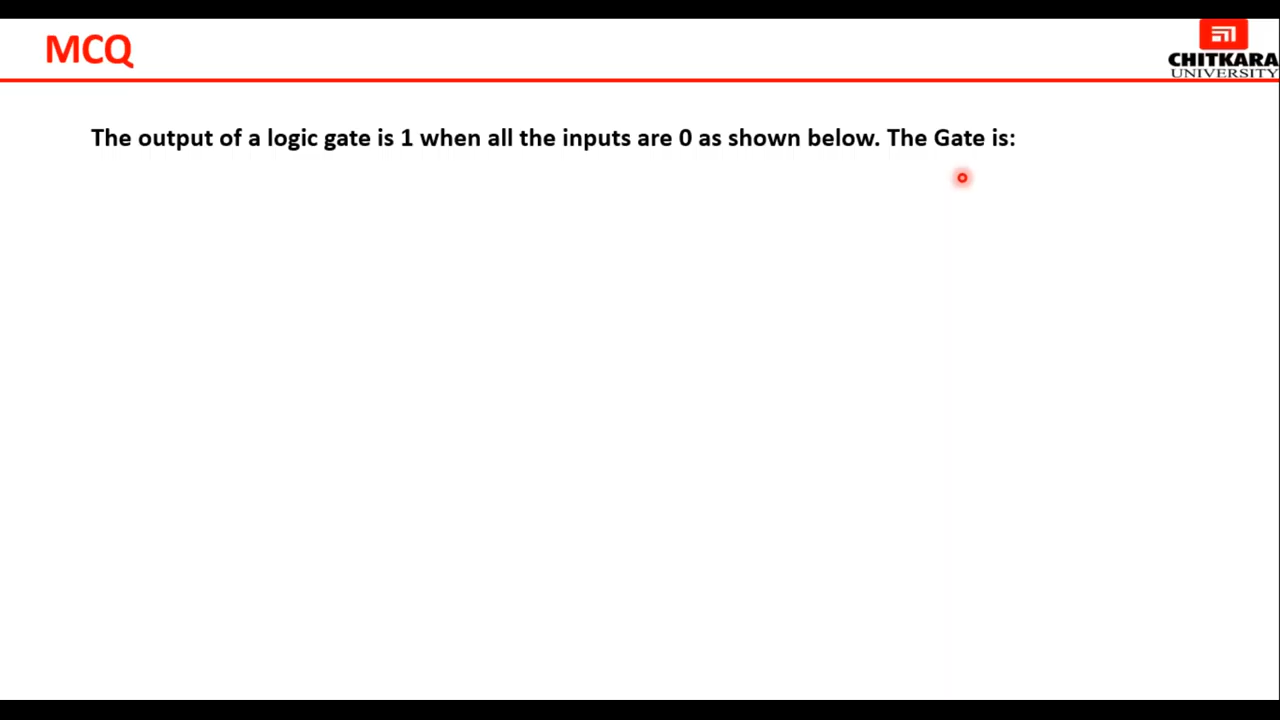 MCQ
CHITKARA
UNIVERSITY
The output of a logic gate is 1 when all the inputs are 0 as shown below. The Gate is: